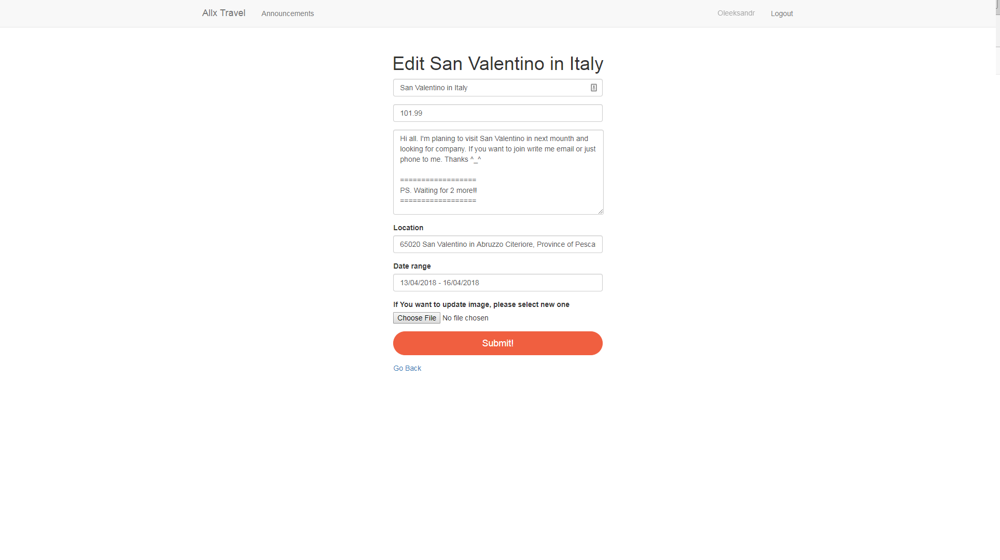 Allx Travel Announcements Oleeksandr Logout
Edit San Valentino in Italy
San Valentino in Italy
101.99
Hi all. I'm planing to visit San Valentino in next mounth and
looking for company. If you want to join write me email or just
phone to me. Thanks ^_^
==================
PS. Waiting for 2 more!!
==================
Location
65020 San Valentino in Abruzzo Citeriore, Province of Pesca
Date range
13/04/2018 - 16/04/2018
If You want to update image, please select new one
Choose File No file chosen
Submit!
Go Back